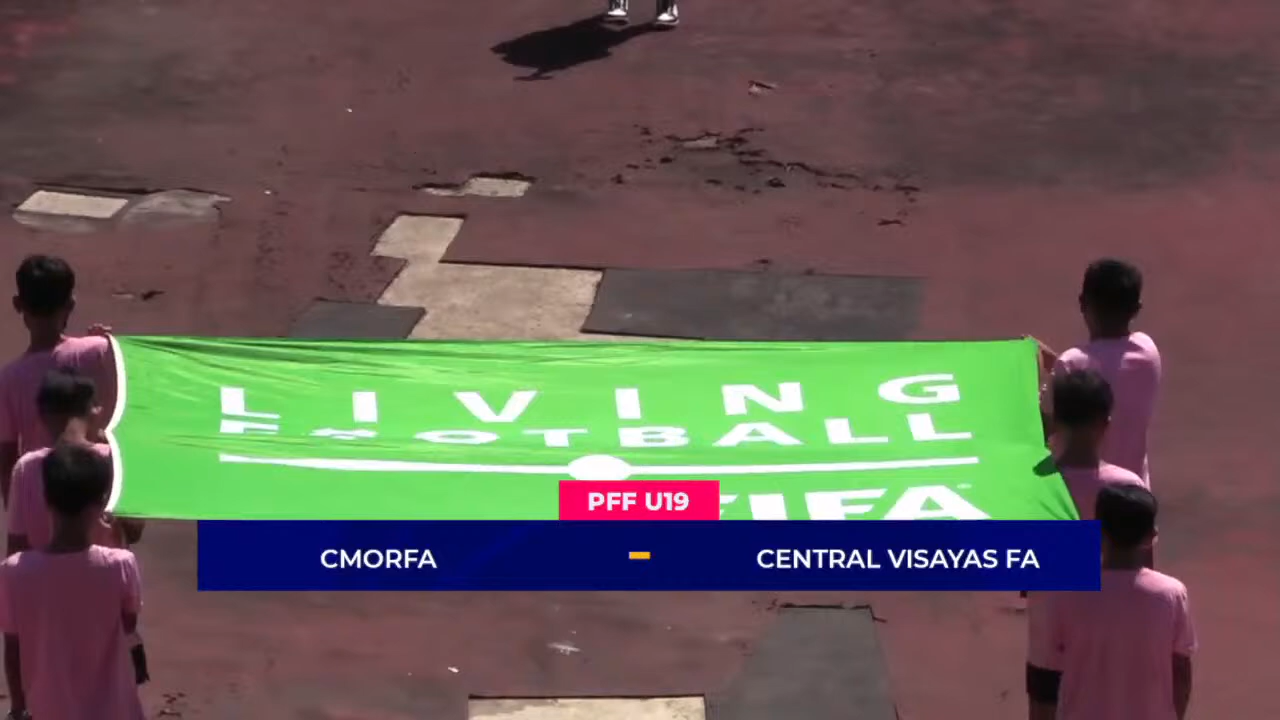 LIVING
FOOTBALL
FIFA
PFF U19
CMORFA - CENTRAL VISAYAS FA